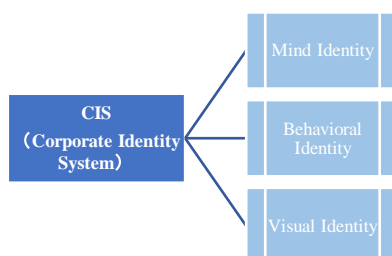 CIS
（Corporate Identity
System）
Mind Identity
Behavioral
Identity
Visual Identity